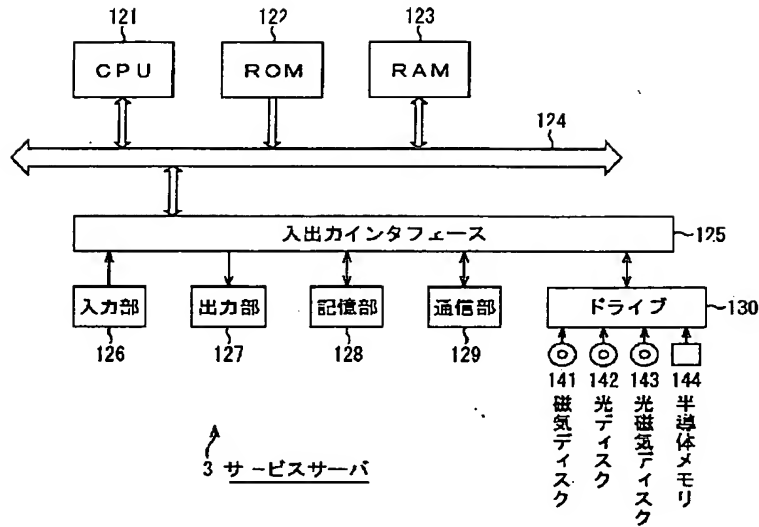 121 122 123
CPU ROM RAM
124
入出力インタフェース 125
入力部 出力部 記憶部 通信部 ドライブ 130
126 127 128 129
141 142 143 144
磁気ディスク
光ディスク
光磁気ディスク
半導体メモリ
3 サービスサーバ